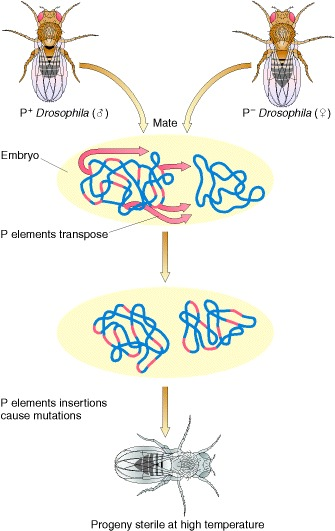 P⁺ Drosophila (♂)
P⁻ Drosophila (♀)
Mate
Embryo
P elements transpose
P elements insertions
cause mutations
Progeny sterile at high temperature